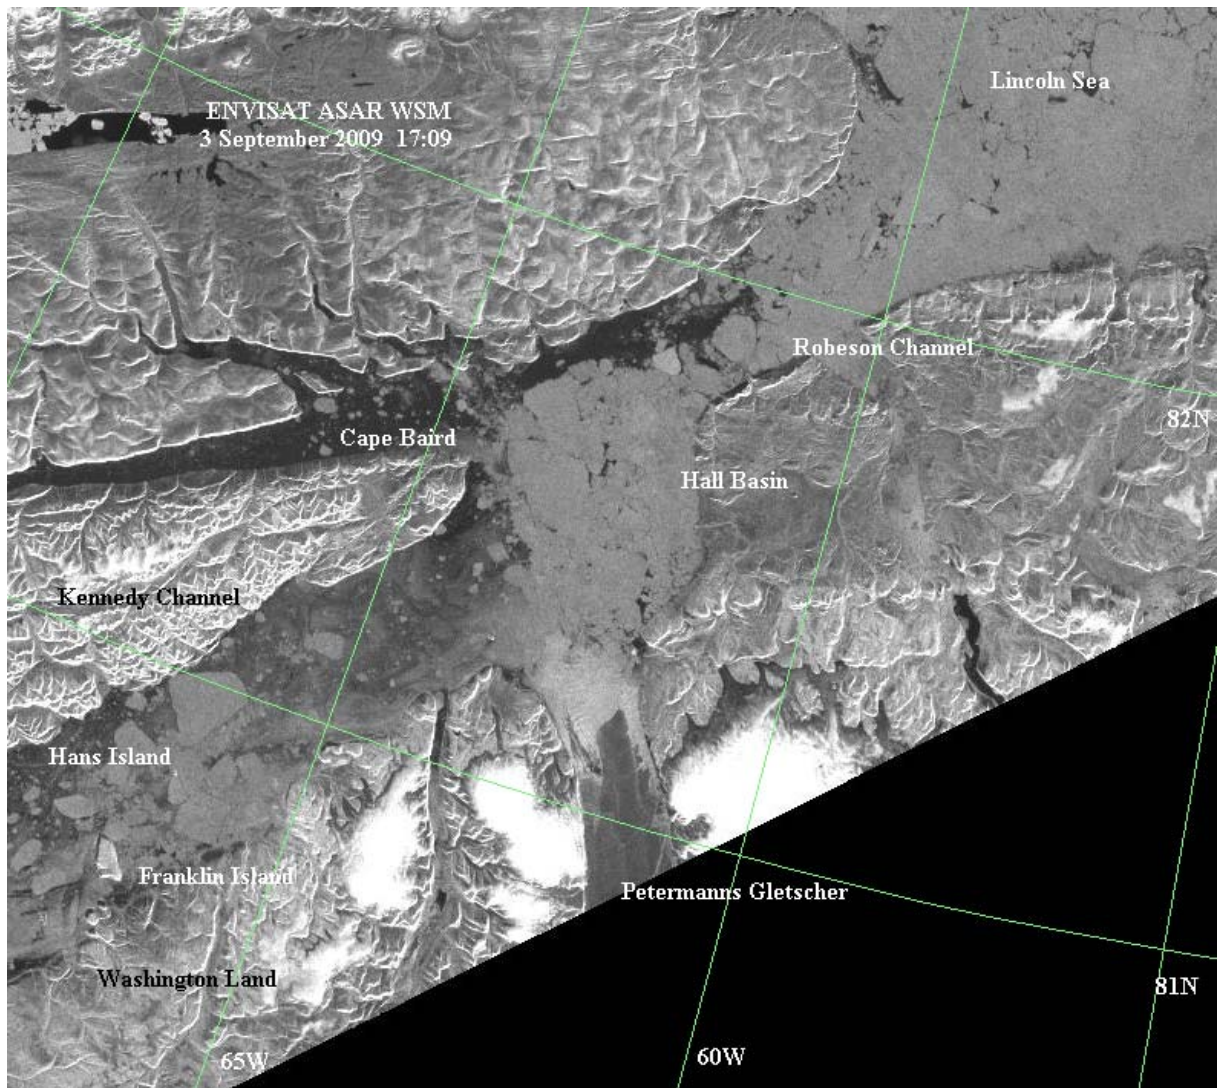 Lincoln Sea
ENVISAT ASAR WSM
3 September 2009  17:09
Robeson Channel
82N
Cape Baird
Hall Basin
Kennedy Channel
Hans Island
Franklin Island
Petermanns Gletscher
Washington Land
81N
65W
60W